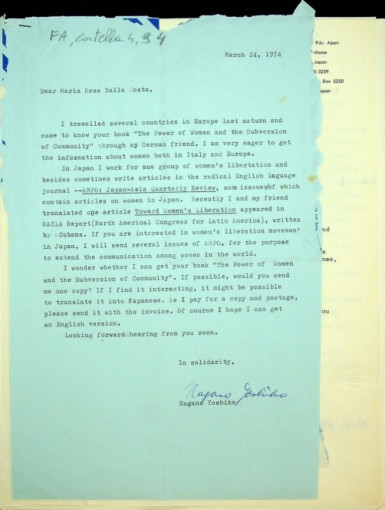 FA, cartella 4, 94
March 24, 1974
Dear Maria Rosa Dalla Costa,
I travelled several countries in Europe last autumn and
came to know your book "The Power of Women and the Subversion
of Community" through my German friend. I am very eager to get
the information about women both in Italy and Europe.
In Japan I work for one group of women's libertation and
besides sometimes write articles in the radical English language
journal --AMPO: Japan-Asia Quarterly Review, some issues of which
contain articles on women in Japan. Recently I and my friend
translated one article Toward Women's Liberation appeared in
NACLA Report(North Americal Congress for Latin America), written
by Cubans. If you are interested in women's liberation movemen'
in Japan, I will send several issues of AMPO, for the purpose
to extend the communication among women in the world.
I wonder whether I can get your book "The Power of Women
and the Subversion of Community". If possible, would you send
me one copy? If I find it interesting, it might be possible
to translate it into Japanese. As I pay for a copy and postage,
please send it with the invoice. Of course I hope I can get
an English version.
Looking forward hearing from you soon.
In solidarity,
Nagano Yoshiko
Nagano Yoshiko
Japan
Box 5250
Japan
nd